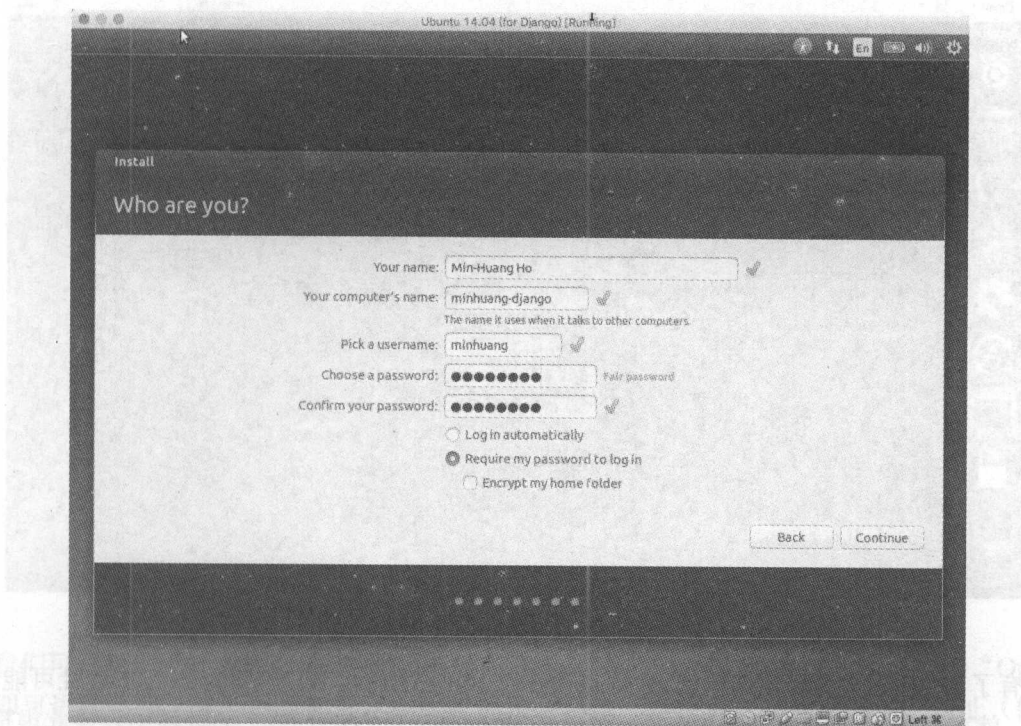 Ubuntu 14.04 (for Django) [Running]
En
Install
Who are you?
Your name: Min-Huang Ho
Your computer's name: minhuang-django
The name it uses when it talks to other computers.
Pick a username: minhuang
Choose a password: ●●●●●●●● Fair password
Confirm your password: ●●●●●●●●
Log in automatically
Require my password to log in
Encrypt my home folder
Back Continue
Left ⌘